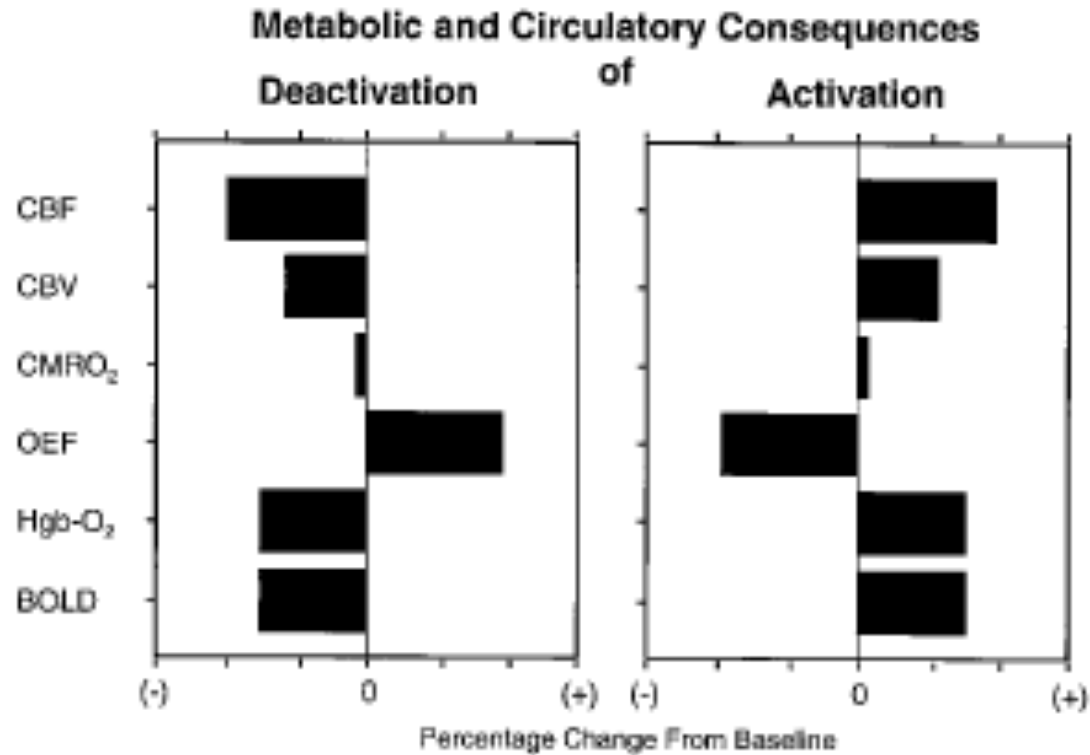 Metabolic and Circulatory Consequences
of
Deactivation
Activation
CBF
CBV
CMRO₂
OEF
Hgb-O₂
BOLD
(-) 0 (+) (-) 0 (+)
Percentage Change From Baseline